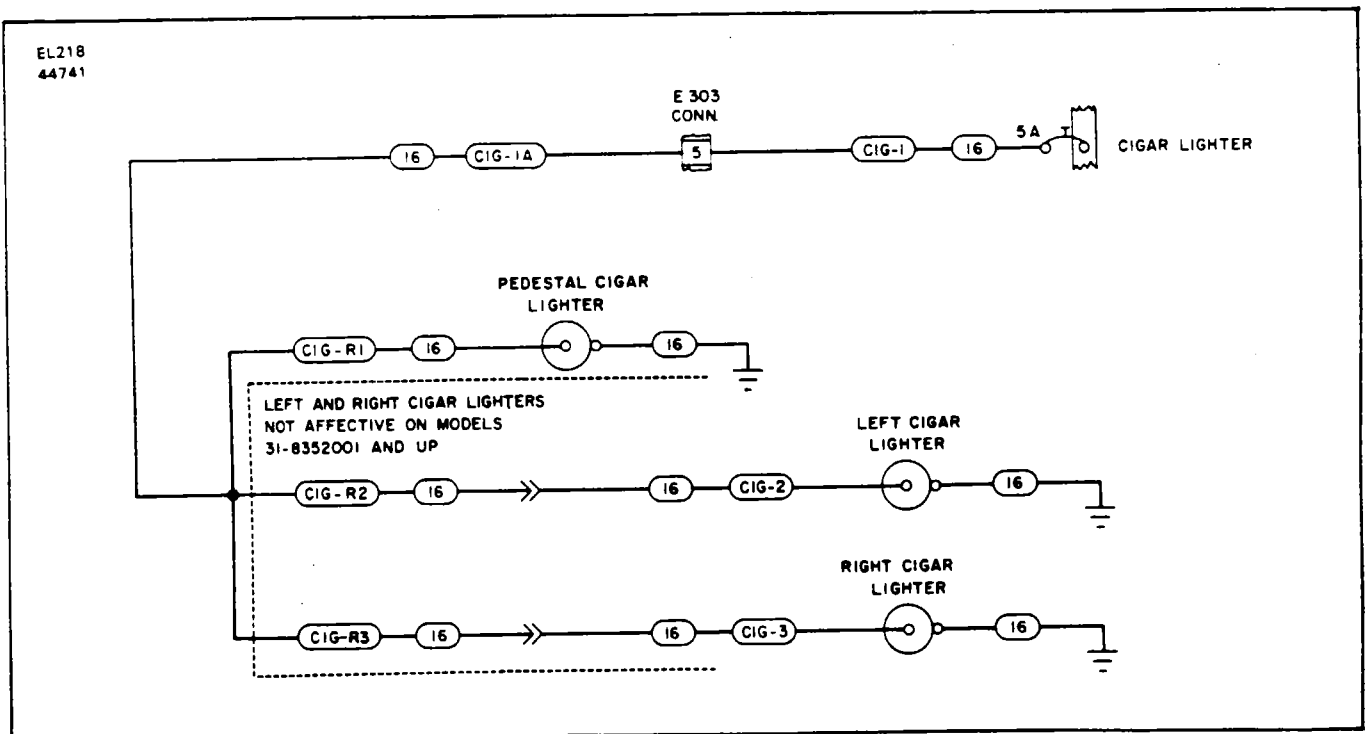 EL218
44741
E 303
CONN.
16 CIG-1A 5 CIG-1 16 5A CIGAR LIGHTER
PEDESTAL CIGAR
LIGHTER
CIG-R1 16 16
LEFT AND RIGHT CIGAR LIGHTERS
NOT AFFECTIVE ON MODELS
31-8352001 AND UP
LEFT CIGAR
LIGHTER
CIG-R2 16 16 CIG-2 16
RIGHT CIGAR
LIGHTER
CIG-R3 16 16 CIG-3 16